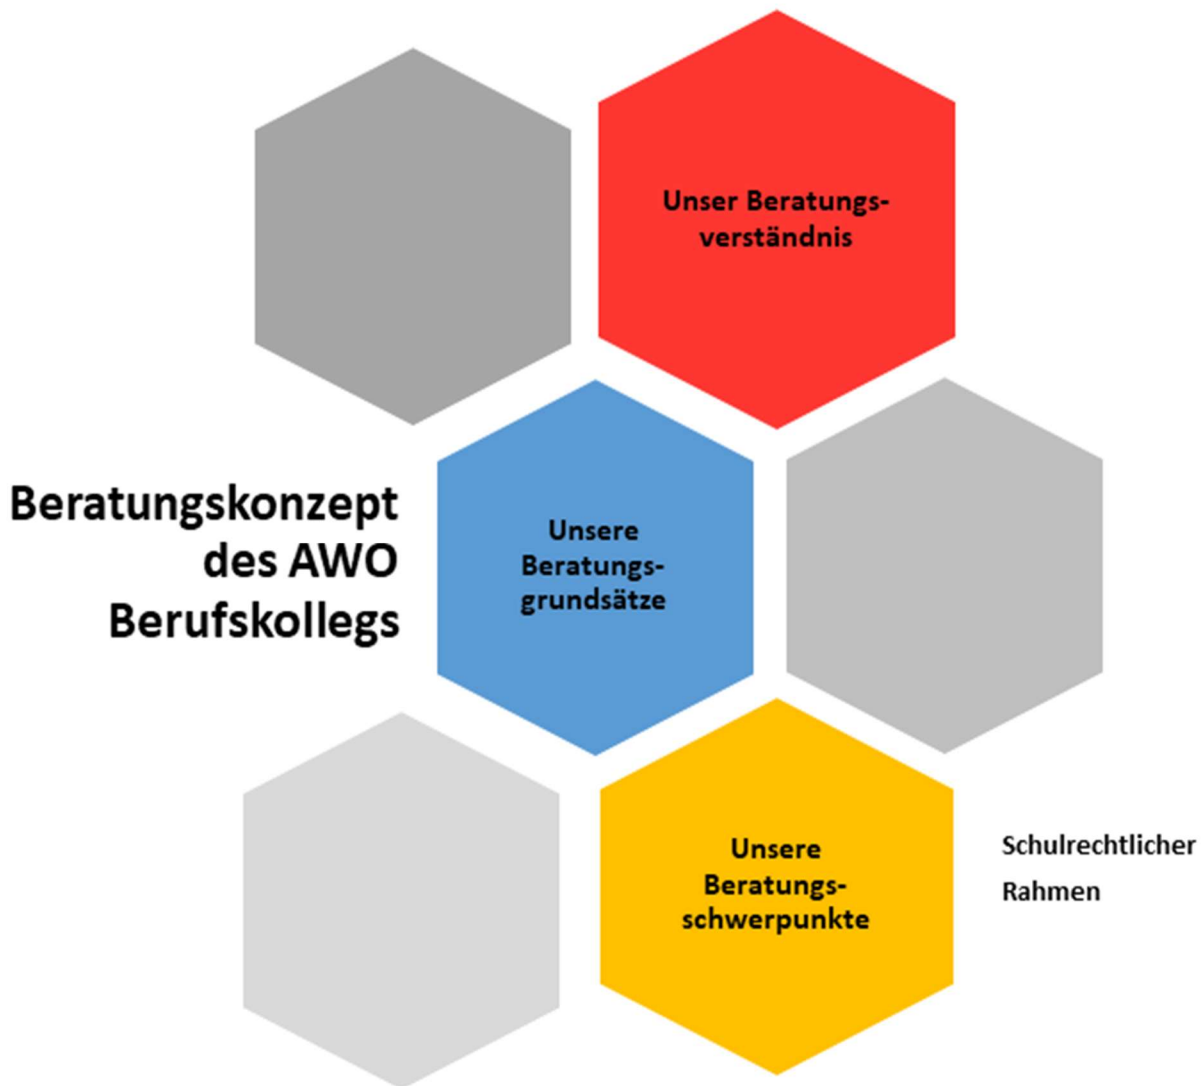 Unser Beratungs-
verständnis
Beratungskonzept
des AWO
Berufskollegs
Unsere
Beratungs-
grundsätze
Unsere
Beratungs-
schwerpunkte
Schulrechtlicher
Rahmen